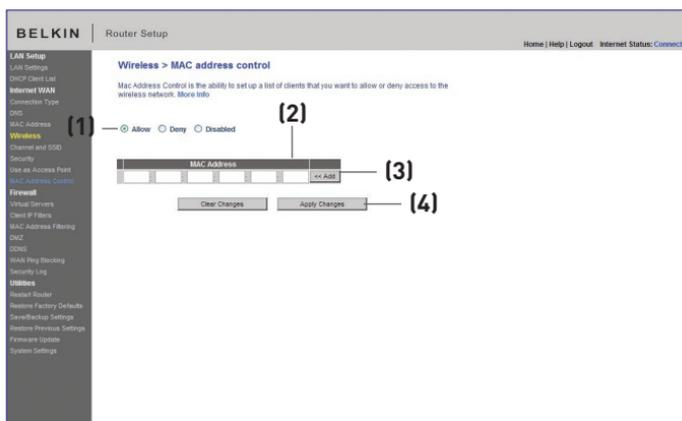 BELKIN
Router Setup
Home | Help | Logout Internet Status: Connect
LAN Setup
LAN Settings
DHCP Client List
Internet WAN
Connection Type
DNS
MAC Address
Wireless
Channel and SSID
Security
Use as Access Point
MAC Address Control
Firewall
Virtual Servers
Client IP Filters
MAC Address Filtering
DMZ
DDNS
WAN Ping Blocking
Security Log
Utilities
Restart Router
Restore Factory Defaults
Save/Backup Settings
Restore Previous Settings
Firmware Update
System Settings
Wireless > MAC address control
Mac Address Control is the ability to set up a list of clients that you want to allow or deny access to the
wireless network. More Info
(1)
Allow Deny Disabled
(2)
MAC Address
<< Add
(3)
Clear Changes
Apply Changes
(4)